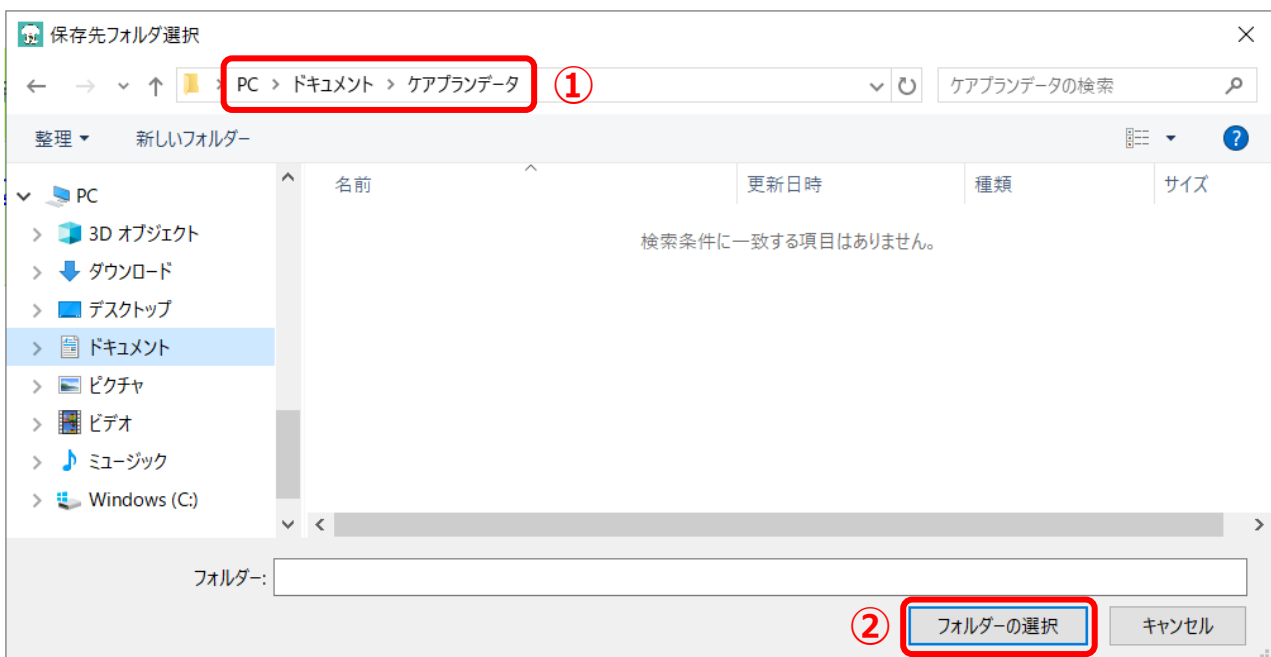 保存先フォルダ選択
PC > ドキュメント > ケアプランデータ ① ケアプランデータの検索
整理 新しいフォルダー
名前 更新日時 種類 サイズ
検索条件に一致する項目はありません。
PC
3D オブジェクト
ダウンロード
デスクトップ
ドキュメント
ピクチャ
ビデオ
ミュージック
Windows (C:)
フォルダー:
② フォルダーの選択 キャンセル